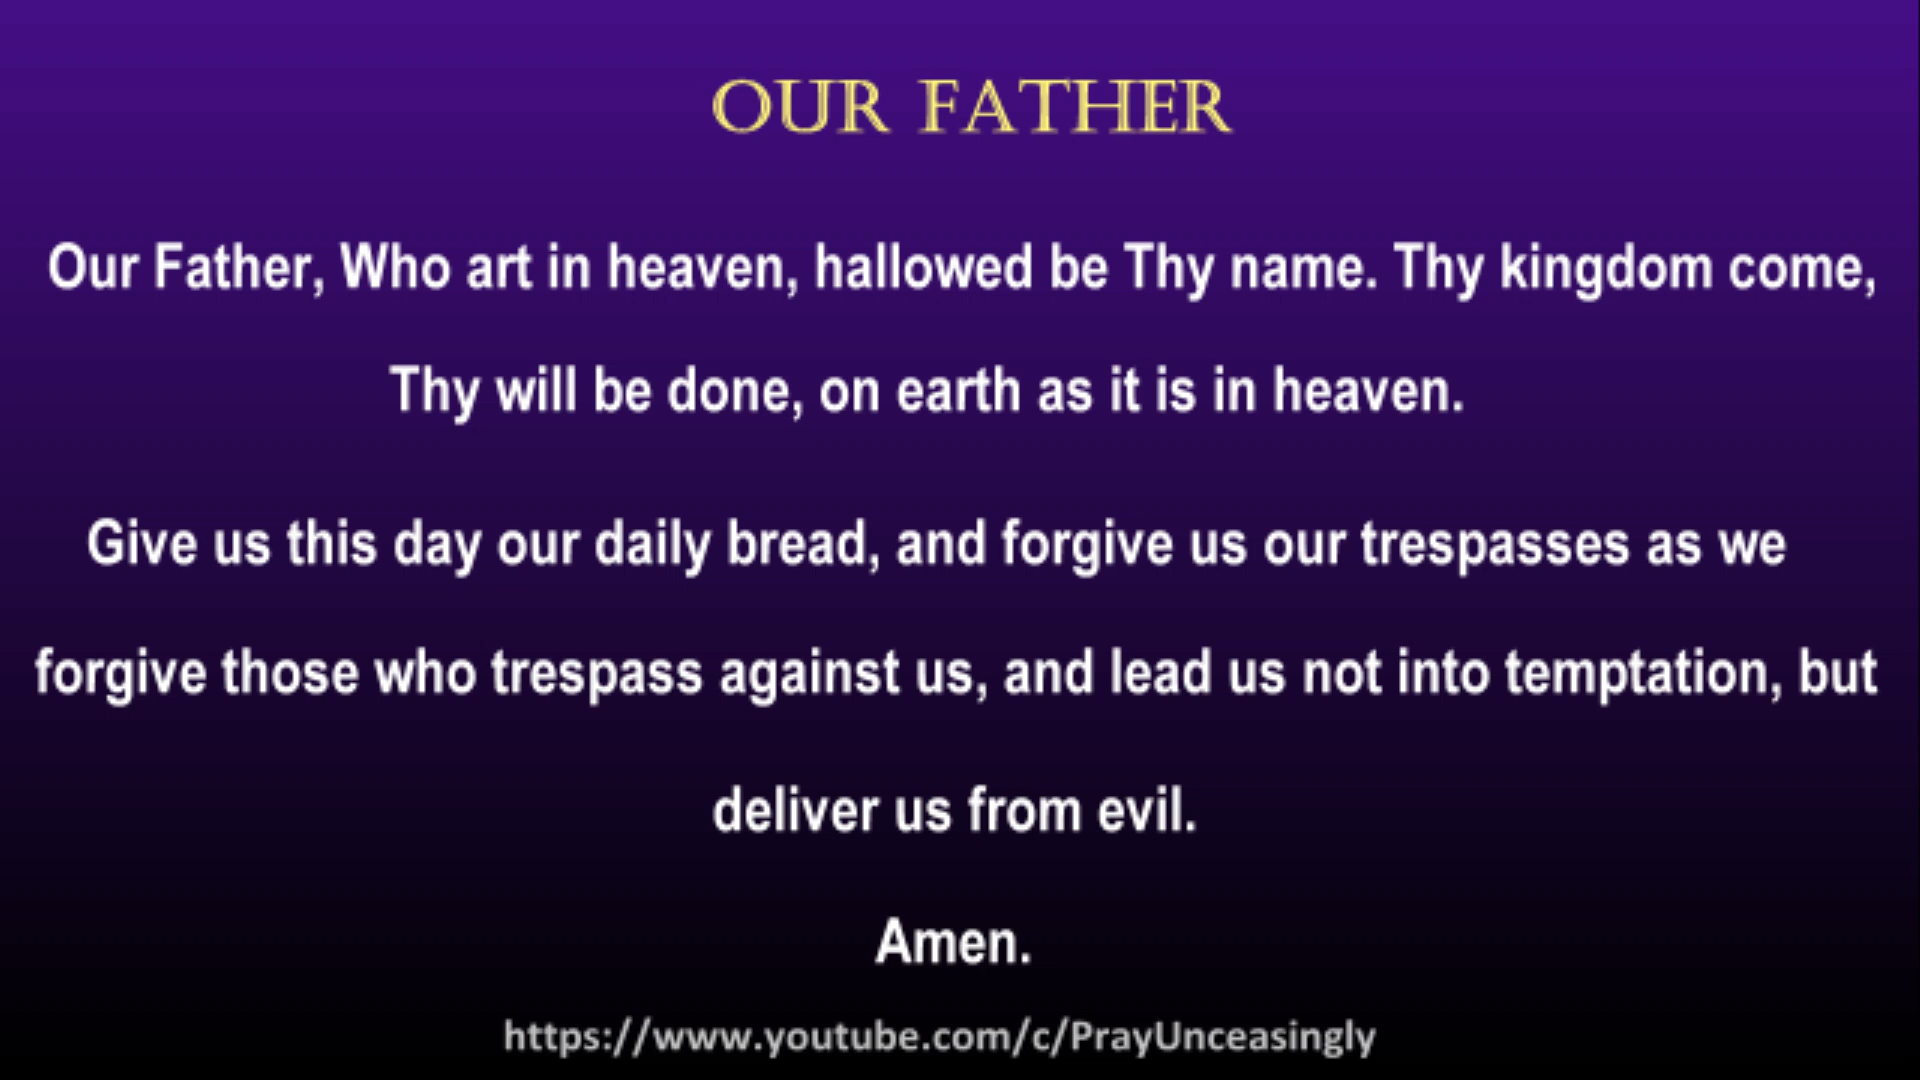 OUR FATHER
Our Father, Who art in heaven, hallowed be Thy name. Thy kingdom come,
Thy will be done, on earth as it is in heaven.
Give us this day our daily bread, and forgive us our trespasses as we
forgive those who trespass against us, and lead us not into temptation, but
deliver us from evil.
Amen.
https://www.youtube.com/c/PrayUnceasingly